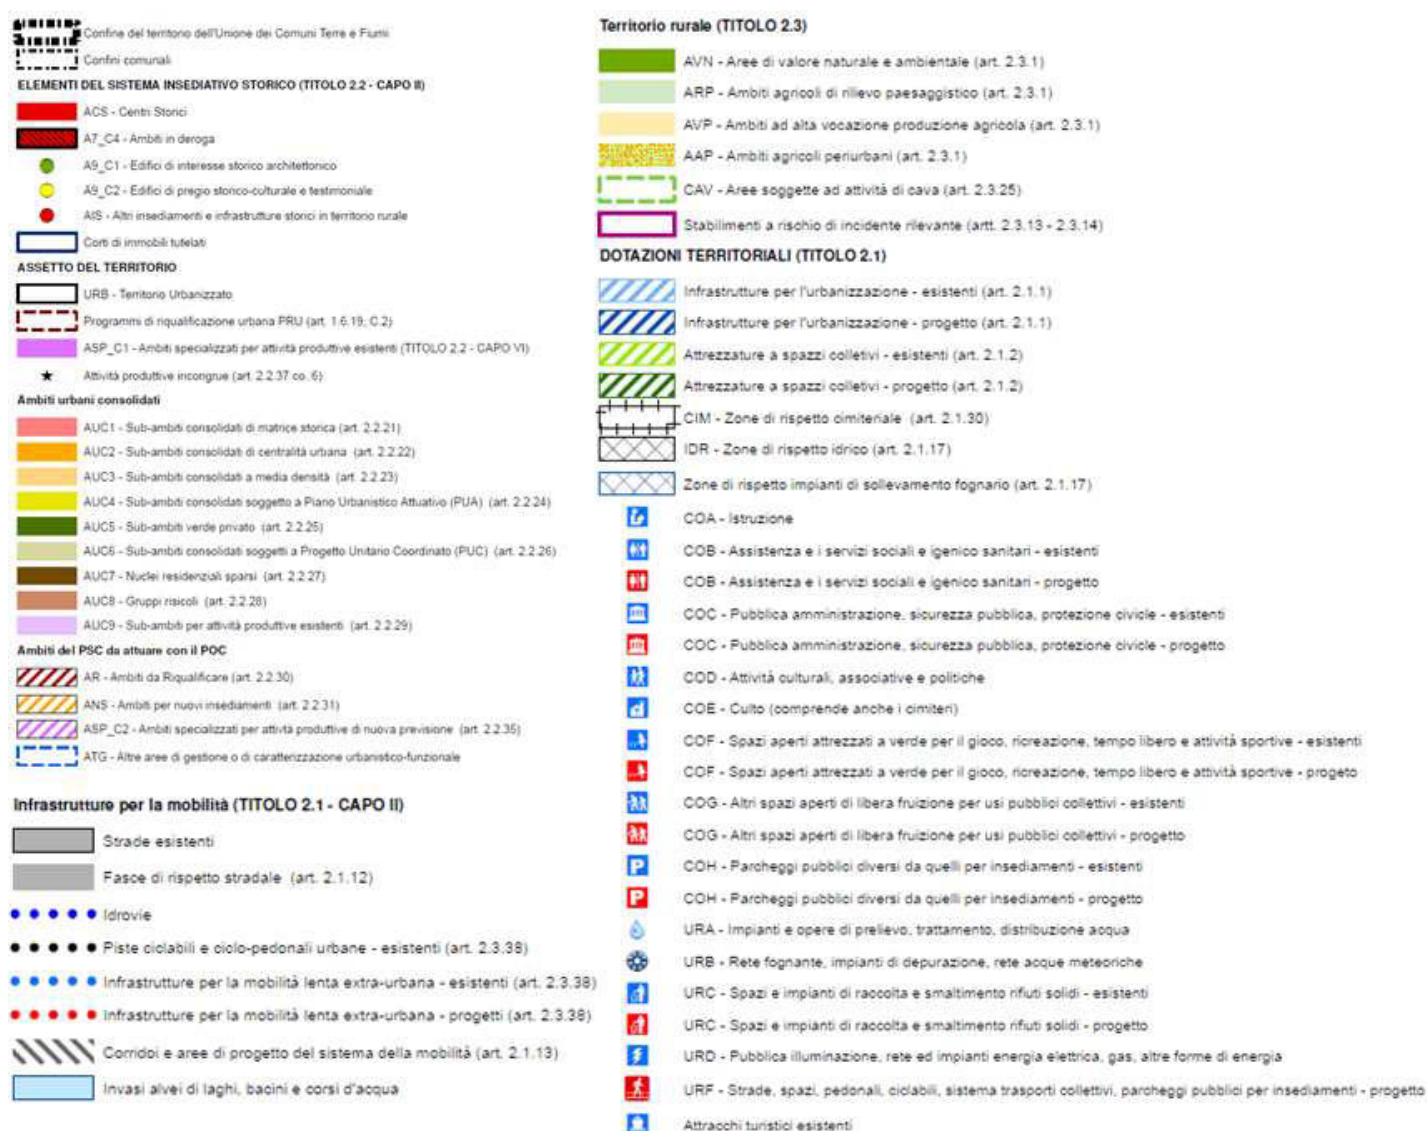 Confine del territorio dell'Unione dei Comuni Terre e Fiumi
Confini comunali
ELEMENTI DEL SISTEMA INSEDIATIVO STORICO (TITOLO 2.2 - CAPO II)
ACS - Centri Storici
A7_C4 - Ambiti in deroga
A9_C1 - Edifici di interesse storico architettonico
A9_C2 - Edifici di pregio storico-culturale e testimoniale
AIS - Altri insediamenti e infrastrutture storici in territorio rurale
Corti di immobili tutelati
ASSETTO DEL TERRITORIO
URB - Territorio Urbanizzato
Programmi di riqualificazione urbana PRU (art. 1.6.19, C.2)
ASP_C1 - Ambiti specializzati per attività produttive esistenti (TITOLO 2.2 - CAPO VI)
Attività produttive incongrue (art. 2.2.37 co. 6)
Ambiti urbani consolidati
AUC1 - Sub-ambiti consolidati di matrice storica (art. 2.2.21)
AUC2 - Sub-ambiti consolidati di centralità urbana (art. 2.2.22)
AUC3 - Sub-ambiti consolidati a media densità (art. 2.2.23)
AUC4 - Sub-ambiti consolidati soggetto a Piano Urbanistico Attuativo (PUA) (art. 2.2.24)
AUC5 - Sub-ambiti verde privato (art. 2.2.25)
AUC6 - Sub-ambiti consolidati soggetti a Progetto Unitario Coordinato (PUC) (art. 2.2.26)
AUC7 - Nuclei residenziali sparsi (art. 2.2.27)
AUC8 - Gruppi risicoli (art. 2.2.28)
AUC9 - Sub-ambiti per attività produttive esistenti (art. 2.2.29)
Ambiti del PSC da attuare con il POC
AR - Ambiti da Riqualificare (art. 2.2.30)
ANS - Ambiti per nuovi insediamenti (art. 2.2.31)
ASP_C2 - Ambiti specializzati per attività produttive di nuova previsione (art. 2.2.35)
ATG - Altre aree di gestione o di caratterizzazione urbanistico-funzionale
Infrastrutture per la mobilità (TITOLO 2.1 - CAPO II)
Strade esistenti
Fasce di rispetto stradale (art. 2.1.12)
Idrovie
Piste ciclabili e ciclo-pedonali urbane - esistenti (art. 2.3.38)
Infrastrutture per la mobilità lenta extra-urbana - esistenti (art. 2.3.38)
Infrastrutture per la mobilità lenta extra-urbana - progetti (art. 2.3.38)
Corridoi e aree di progetto del sistema della mobilità (art. 2.1.13)
Invasi alvei di laghi, bacini e corsi d'acqua
Territorio rurale (TITOLO 2.3)
AVN - Aree di valore naturale e ambientale (art. 2.3.1)
ARP - Ambiti agricoli di rilievo paesaggistico (art. 2.3.1)
AVP - Ambiti ad alta vocazione produzione agricola (art. 2.3.1)
AAP - Ambiti agricoli periurbani (art. 2.3.1)
CAV - Aree soggette ad attività di cava (art. 2.3.25)
Stabilimenti a rischio di incidente rilevante (artt. 2.3.13 - 2.3.14)
DOTAZIONI TERRITORIALI (TITOLO 2.1)
Infrastrutture per l'urbanizzazione - esistenti (art. 2.1.1)
Infrastrutture per l'urbanizzazione - progetto (art. 2.1.1)
Attrezzature a spazzi colletivi - esistenti (art. 2.1.2)
Attrezzature a spazzi colletivi - progetto (art. 2.1.2)
CIM - Zone di rispetto cimiteriale (art. 2.1.30)
IDR - Zone di rispetto idrico (art. 2.1.17)
Zone di rispetto impianti di sollevamento fognario (art. 2.1.17)
COA - Istruzione
COB - Assistenza e i servizi sociali e igenico sanitari - esistenti
COB - Assistenza e i servizi sociali e igenico sanitari - progetto
COC - Pubblica amministrazione, sicurezza pubblica, protezione civicle - esistenti
COC - Pubblica amministrazione, sicurezza pubblica, protezione civicle - progetto
COD - Attività culturali, associative e politiche
COE - Culto (comprende anche i cimiteri)
COF - Spazi aperti attrezzati a verde per il gioco, ricreazione, tempo libero e attività sportive - esistenti
COF - Spazi aperti attrezzati a verde per il gioco, ricreazione, tempo libero e attività sportive - progeto
COG - Altri spazi aperti di libera fruizione per usi pubblici collettivi - esistenti
COG - Altri spazi aperti di libera fruizione per usi pubblici collettivi - progetto
P COH - Parcheggi pubblici diversi da quelli per insediamenti - esistenti
P COH - Parcheggi pubblici diversi da quelli per insediamenti - progetto
URA - Impianti e opere di prelievo, trattamento, distribuzione acqua
URB - Rete fognante, impianti di depurazione, rete acque meteoriche
URC - Spazi e impianti di raccolta e smaltimento rifiuti solidi - esistenti
URC - Spazi e impianti di raccolta e smaltimento rifiuti solidi - progetto
URD - Pubblica illuminazione, rete ed impianti energia elettrica, gas, altre forme di energia
URF - Strade, spazi, pedonali, ciclabili, sistema trasporti collettivi, parcheggi pubblici per insediamenti - progetto
Attracchi turistici esistenti